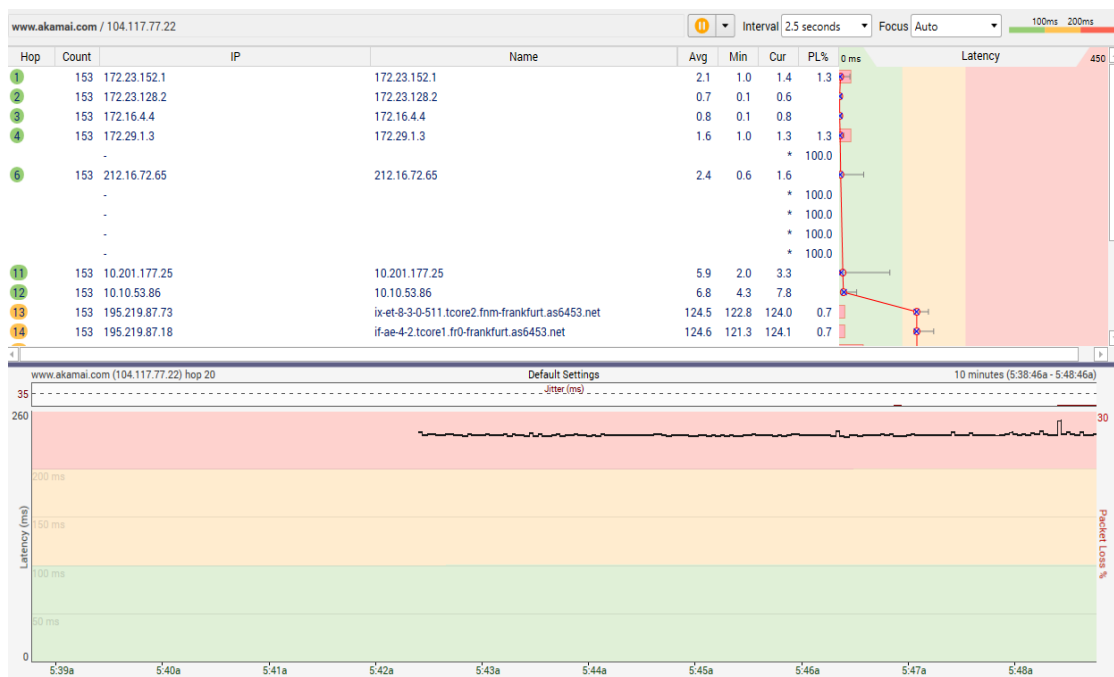 www.akamai.com / 104.117.77.22 Interval 2.5 seconds Focus Auto 100ms 200ms
Hop Count IP Name Avg Min Cur PL% 0 ms Latency 450
1 153 172.23.152.1 172.23.152.1 2.1 1.0 1.4 1.3
2 153 172.23.128.2 172.23.128.2 0.7 0.1 0.6
3 153 172.16.4.4 172.16.4.4 0.8 0.1 0.8
4 153 172.29.1.3 172.29.1.3 1.6 1.0 1.3 1.3
- * 100.0
6 153 212.16.72.65 212.16.72.65 2.4 0.6 1.6
- * 100.0
- * 100.0
- * 100.0
- * 100.0
11 153 10.201.177.25 10.201.177.25 5.9 2.0 3.3
12 153 10.10.53.86 10.10.53.86 6.8 4.3 7.8
13 153 195.219.87.73 ix-et-8-3-0-511.tcore2.fnm-frankfurt.as6453.net 124.5 122.8 124.0 0.7
14 153 195.219.87.18 if-ae-4-2.tcore1.fr0-frankfurt.as6453.net 124.6 121.3 124.1 0.7
www.akamai.com (104.117.77.22) hop 20 Default Settings 10 minutes (5:38:46a - 5:48:46a)
Jitter (ms)
35
260 30
200 ms
150 ms
100 ms
50 ms
0
Latency (ms)
Packet Loss %
5:39a 5:40a 5:41a 5:42a 5:43a 5:44a 5:45a 5:46a 5:47a 5:48a